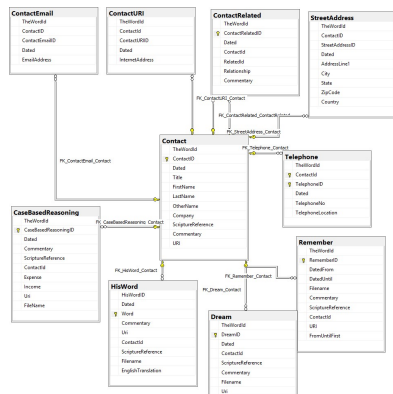 ContactEmail
TheWordId
ContactID
ContactEmailID
Dated
EmailAddress
ContactURI
TheWordId
ContactId
ContactURIID
Dated
InternetAddress
ContactRelated
TheWordId
ContactRelatedID
Dated
ContactId
RelatedId
Relationship
Commentary
StreetAddress
TheWordId
ContactID
StreetAddressID
Dated
AddressLine1
City
State
ZipCode
Country
FK_ContactURI_Contact
FK_ContactRelated_ContactRelated
FK_StreetAddress_Contact
FK_Telephone_Contact
FK_ContactEmail_Contact
Contact
TheWordId
ContactID
Dated
Title
FirstName
LastName
OtherName
Company
ScriptureReference
Commentary
URI
Telephone
TheWordId
ContactId
TelephoneID
Dated
TelephoneNo
TelephoneLocation
CaseBasedReasoning
TheWordId
CaseBasedReasoningID
Dated
Commentary
ScriptureReference
ContactId
Expense
Income
Uri
FileName
FK_CaseBasedReasoning_Contact
FK_HisWord_Contact
FK_Remember_Contact
FK_Dream_Contact
Remember
TheWordId
RememberID
DatedFrom
DatedUntil
Filename
Commentary
ScriptureReference
ContactId
URI
FromUntilFirst
HisWord
HisWordID
Dated
Word
Commentary
Uri
ContactId
ScriptureReference
Filename
EnglishTranslation
Dream
TheWordId
DreamID
Dated
ContactId
ScriptureReference
Commentary
Filename
Uri